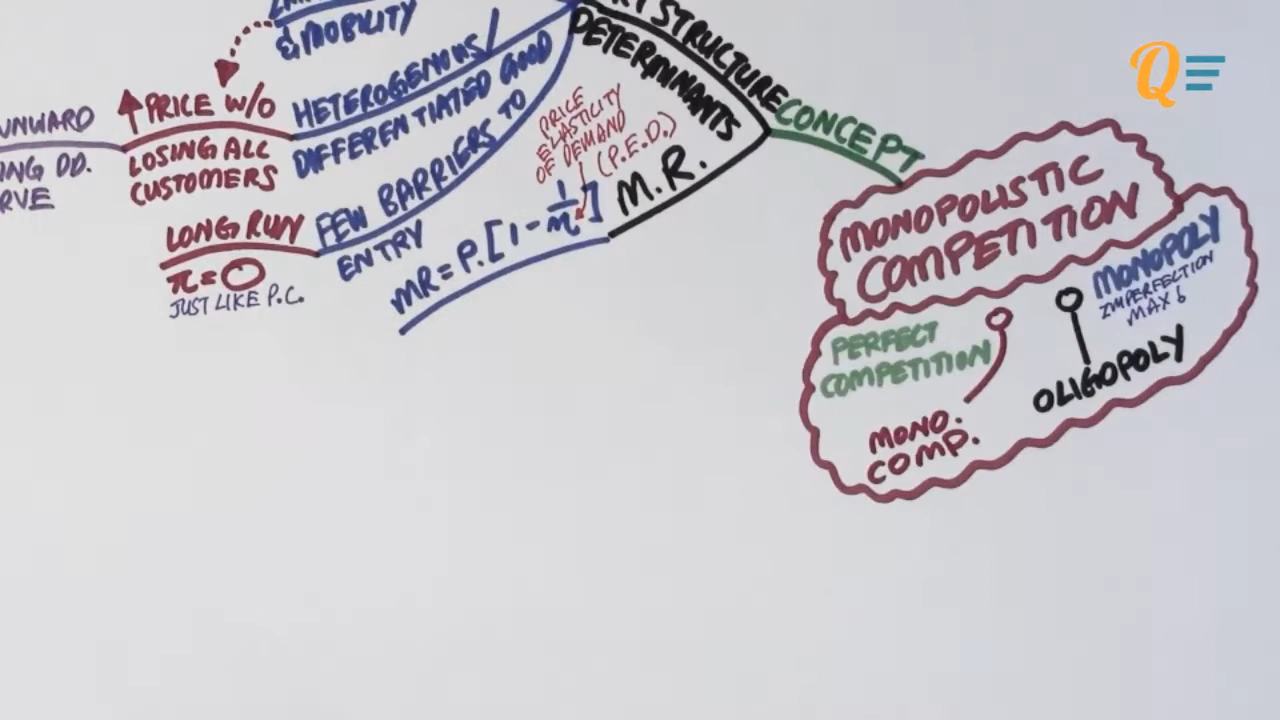 & MOBILITY
HETEROGENOUS/
DIFFERENTIATED GOOD
↑ PRICE W/O
LOSING ALL
CUSTOMERS
FEW BARRIERS TO
ENTRY
LONG RUN
π = O
JUST LIKE P.C.
STRUCTURE
DETERMINANTS
M.R.
PRICE
ELASTICITY
OF DEMAND
(P.E.D.)
MR = P.[1 - 1/n]
CONCEPT
MONOPOLISTIC
COMPETITION
PERFECT
COMPETITION
MONO.
COMP.
MONOPOLY
IMPERFECTION
MAX!
OLIGOPOLY
Q